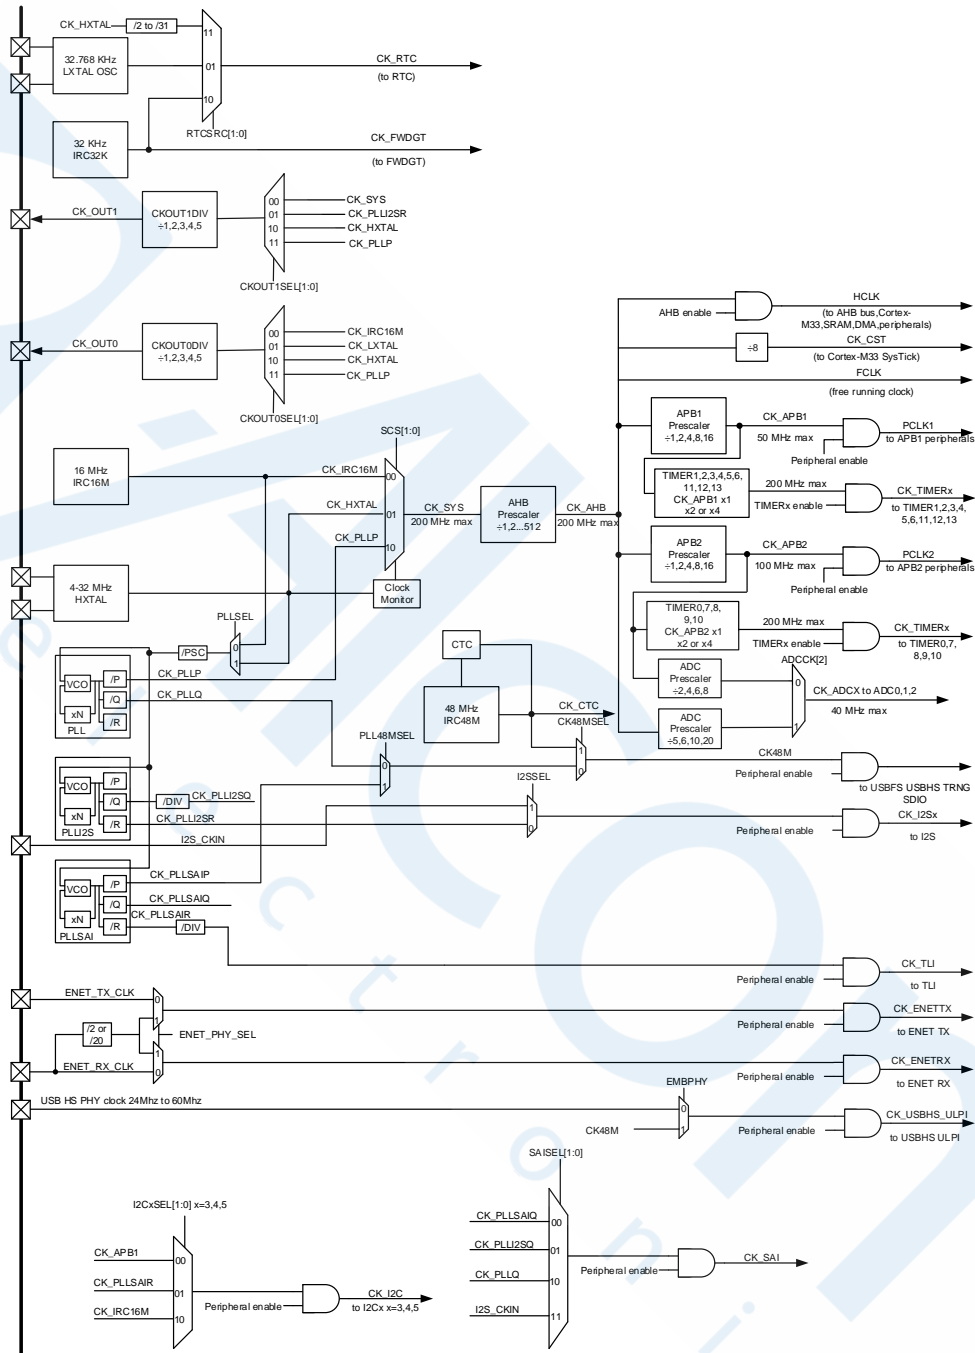 CK_HXTAL
/2 to /31
11
32.768 KHz
LXTAL OSC
01
CK_RTC
(to RTC)
10
RTCSRC[1:0]
32 KHz
IRC32K
CK_FWDGT
(to FWDGT)
CK_OUT1
CKOUT1DIV
÷1,2,3,4,5
00
01
10
11
CK_SYS
CK_PLLI2SR
CK_HXTAL
CK_PLLP
CKOUT1SEL[1:0]
CK_OUT0
CKOUT0DIV
÷1,2,3,4,5
00
01
10
11
CK_IRC16M
CK_LXTAL
CK_HXTAL
CK_PLLP
CKOUT0SEL[1:0]
AHB enable
HCLK
(to AHB bus,Cortex-
M33,SRAM,DMA,peripherals)
÷8
CK_CST
(to Cortex-M33 SysTick)
FCLK
(free running clock)
SCS[1:0]
16 MHz
IRC16M
CK_IRC16M
00
CK_HXTAL
01
CK_PLLP
10
CK_SYS
200 MHz max
AHB
Prescaler
÷1,2...512
CK_AHB
200 MHz max
APB1
Prescaler
÷1,2,4,8,16
CK_APB1
50 MHz max
Peripheral enable
PCLK1
to APB1 peripherals
TIMER1,2,3,4,5,6,
11,12,13
CK_APB1 x1
x2 or x4
200 MHz max
TIMERx enable
CK_TIMERx
to TIMER1,2,3,4,
5,6,11,12,13
APB2
Prescaler
÷1,2,4,8,16
CK_APB2
100 MHz max
Peripheral enable
PCLK2
to APB2 peripherals
4-32 MHz
HXTAL
Clock
Monitor
TIMER0,7,8,
9,10
CK_APB2 x1
x2 or x4
200 MHz max
TIMERx enable
CK_TIMERx
to TIMER0,7,
8,9,10
PLLSEL
/PSC
0
1
CTC
ADC
Prescaler
÷2,4,6,8
ADCCK[2]
0
1
CK_ADCX to ADC0,1,2
40 MHz max
ADC
Prescaler
÷5,6,10,20
VCO
xN
/P
/Q
/R
PLL
CK_PLLP
CK_PLLQ
48 MHz
IRC48M
CK_CTC
CK48MSEL
1
0
PLL48MSEL
0
1
CK48M
Peripheral enable
to USBFS USBHS TRNG
SDIO
VCO
xN
/P
/Q
/R
PLLI2S
/DIV
CK_PLLI2SQ
CK_PLLI2SR
I2SSEL
1
0
CK_I2Sx
Peripheral enable
to I2S
I2S_CKIN
VCO
xN
/P
/Q
/R
PLLSAI
CK_PLLSAIP
CK_PLLSAIQ
CK_PLLSAIR
/DIV
CK_TLI
Peripheral enable
to TLI
ENET_TX_CLK
0
1
CK_ENETTX
Peripheral enable
to ENET TX
/2 or
/20
ENET_PHY_SEL
ENET_RX_CLK
1
0
CK_ENETRX
Peripheral enable
to ENET RX
USB HS PHY clock 24Mhz to 60Mhz
EMBPHY
0
1
CK48M
CK_USBHS_ULPI
Peripheral enable
to USBHS ULPI
I2CxSEL[1:0] x=3,4,5
CK_APB1
00
CK_PLLSAIR
01
CK_IRC16M
10
Peripheral enable
CK_I2C
to I2Cx x=3,4,5
SAISEL[1:0]
CK_PLLSAIQ
00
CK_PLLI2SQ
01
CK_PLLQ
10
I2S_CKIN
11
Peripheral enable
CK_SAI